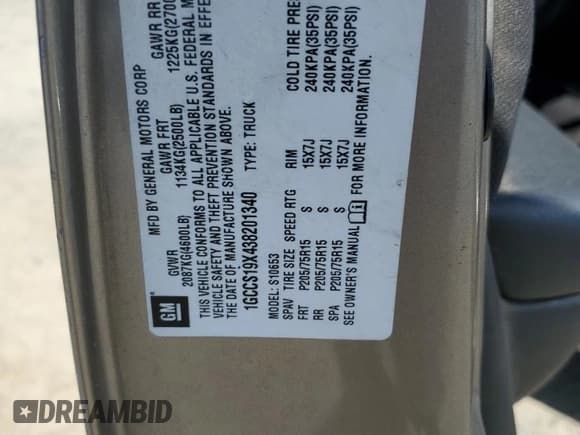 GM
MFD BY GENERAL MOTORS CORP
GVWR GAWR FRT GAWR RR
2087KG(4600LB) 1134KG(2500LB) 1225KG(2700
THIS VEHICLE CONFORMS TO ALL APPLICABLE U.S. FEDERAL M
VEHICLE SAFETY AND THEFT PREVENTION STANDARDS IN EFFE
THE DATE OF MANUFACTURE SHOWN ABOVE.
1GCCS19X438201340 TYPE: TRUCK
MODEL: S10653
SPAV TIRE SIZE SPEED RTG RIM COLD TIRE PRE
FRT P205/75R15 S 15X7J 240KPA(35PSI)
RR P205/75R15 S 15X7J 240KPA(35PSI)
SPA P205/75R15 S 15X7J 240KPA(35PSI)
SEE OWNER'S MANUAL FOR MORE INFORMATION.
DREAMBID